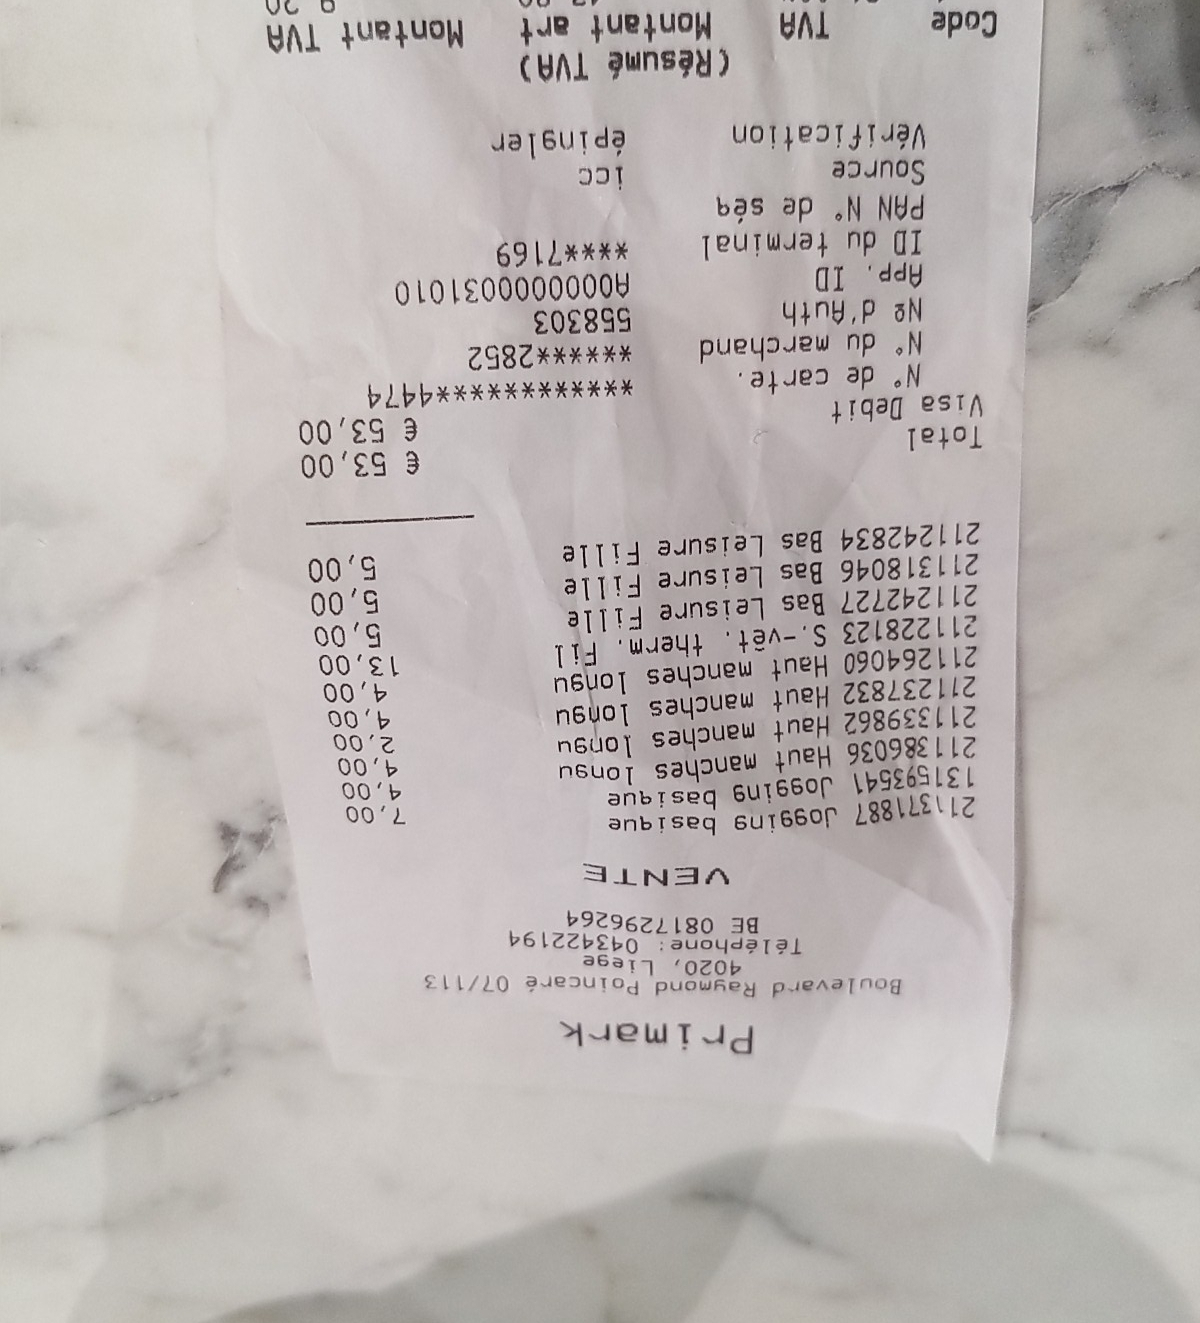 Primark
Boulevard Raymond Poincaré 07/113
4020, Liege
Téléphone: 043422194
BE 0817296264
VENTE
211371887 Jogging basique 7,00
131593541 Jogging basique 4,00
211386036 Haut manches longu 4,00
211339862 Haut manches longu 2,00
211237832 Haut manches longu 4,00
211264060 Haut manches longu 4,00
211228123 S.-vêt. therm. Fil 13,00
211242727 Bas Leisure Fille 5,00
211318046 Bas Leisure Fille 5,00
211242834 Bas Leisure Fille 5,00
Total € 53,00
Visa Debit € 53,00
N° de carte. ************4474
N° du marchand ******2852
Nº d'Auth 558303
App. ID A0000000031010
ID du terminal ****7169
PAN N° de séq
Source icc
Vérification épingler
(Résumé TVA)
Code TVA Montant art Montant TVA